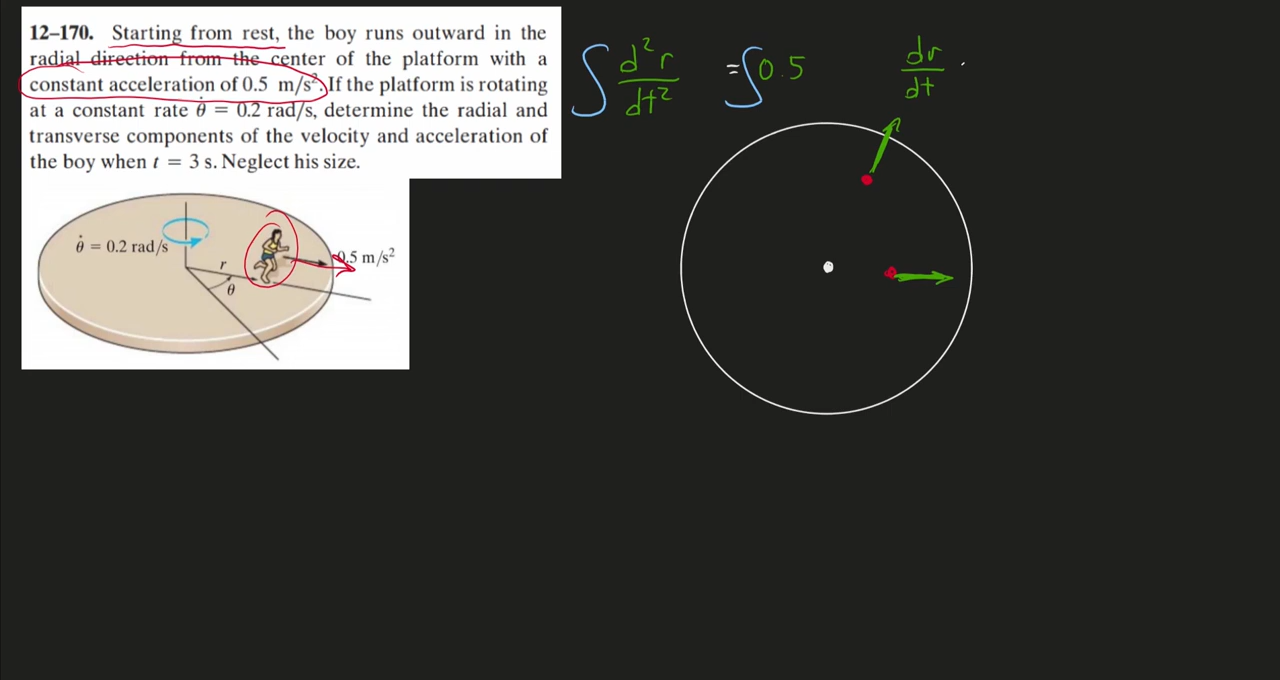 12–170. Starting from rest, the boy runs outward in the
radial direction from the center of the platform with a
constant acceleration of 0.5 m/s². If the platform is rotating
at a constant rate θ̇ = 0.2 rad/s, determine the radial and
transverse components of the velocity and acceleration of
the boy when t = 3 s. Neglect his size.
∫ d²r/dt² = ∫ 0.5
dr/dt
θ̇ = 0.2 rad/s
0.5 m/s²
r
θ